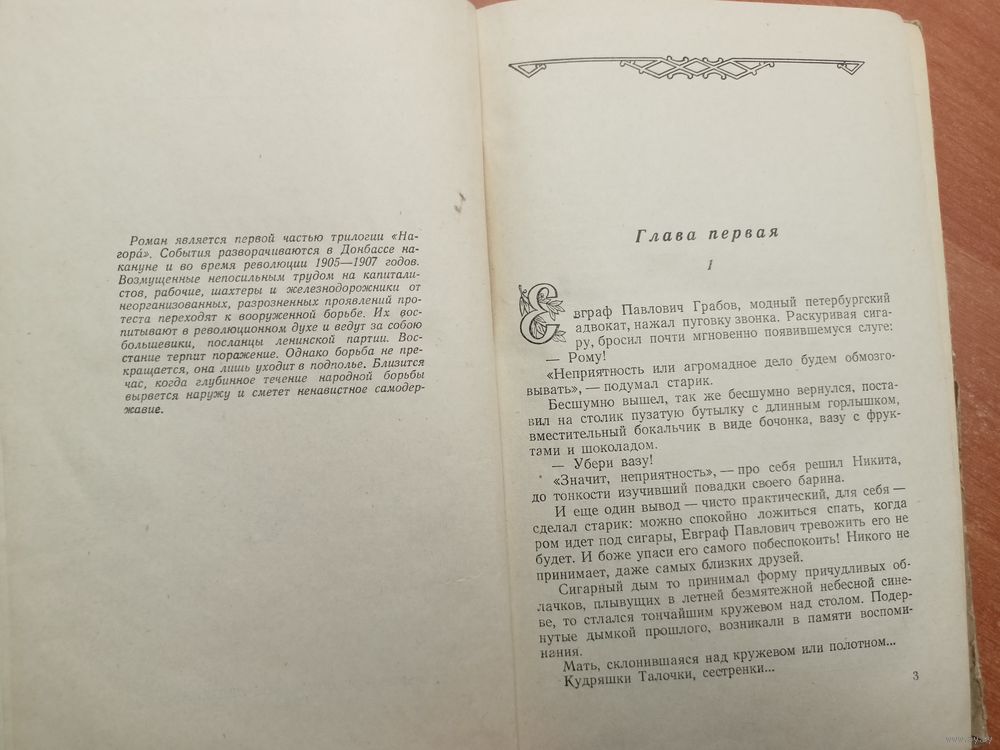 Роман является первой частью трилогии «На-
гора́». События разворачиваются в Донбассе на-
кануне и во время революции 1905—1907 годов.
Возмущенные непосильным трудом на капитали-
стов, рабочие, шахтеры и железнодорожники от
неорганизованных, разрозненных проявлений про-
теста переходят к вооруженной борьбе. Их вос-
питывают в революционном духе и ведут за собою
большевики, посланцы ленинской партии. Вос-
стание терпит поражение. Однако борьба не пре-
кращается, она лишь уходит в подполье. Близится
час, когда глубинное течение народной борьбы
вырвется наружу и сметет ненавистное самодер-
жавие.
Глава первая
I
Евграф Павлович Грабов, модный петербургский
адвокат, нажал пуговку звонка. Раскуривая сига-
ру, бросил почти мгновенно появившемуся слуге:
— Рому!
«Неприятность или агромадное дело будем обмозго-
вывать»,— подумал старик.
Бесшумно вышел, так же бесшумно вернулся, поста-
вил на столик пузатую бутылку с длинным горлышком,
вместительный бокальчик в виде бочонка, вазу с фрук-
тами и шоколадом.
— Убери вазу!
«Значит, неприятность»,— про себя решил Никита,
до тонкости изучивший повадки своего барина.
И еще один вывод — чисто практический, для себя —
сделал старик: можно спокойно ложиться спать, когда
ром идет под сигары, Евграф Павлович тревожить его не
будет. И боже упаси его самого побеспокоить! Никого не
принимает, даже самых близких друзей.
Сигарный дым то принимал форму причудливых об-
лачков, плывущих в летней безмятежной небесной сине-
ве, то стлался тончайшим кружевом над столом. Подер-
нутые дымкой прошлого, возникали в памяти воспоми-
нания.
Мать, склонившаяся над кружевом или полотном...
Кудряшки Талочки, сестренки...
3